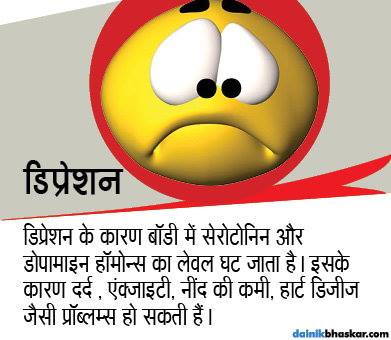 डिप्रेशन
डिप्रेशन के कारण बॉडी में सेरोटोनिन और
डोपामाइन हॉमोन्स का लेवल घट जाता है । इसके
कारण दर्द , एंक्जाइटी, नींद की कमी, हार्ट डिजीज
जैसी प्रॉब्लम्स हो सकती हैं ।
dainikbhaskar.com